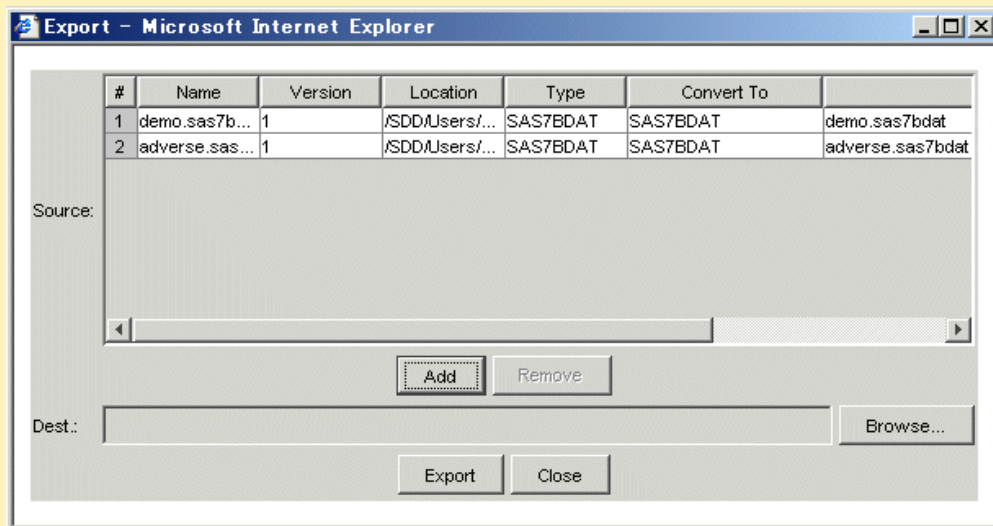 Export - Microsoft Internet Explorer
# Name Version Location Type Convert To
1 demo.sas7b... 1 /SDD/Users/... SAS7BDAT SAS7BDAT demo.sas7bdat
2 adverse.sas... 1 /SDD/Users/... SAS7BDAT SAS7BDAT adverse.sas7bdat
Source:
Add Remove
Dest.: Browse...
Export Close